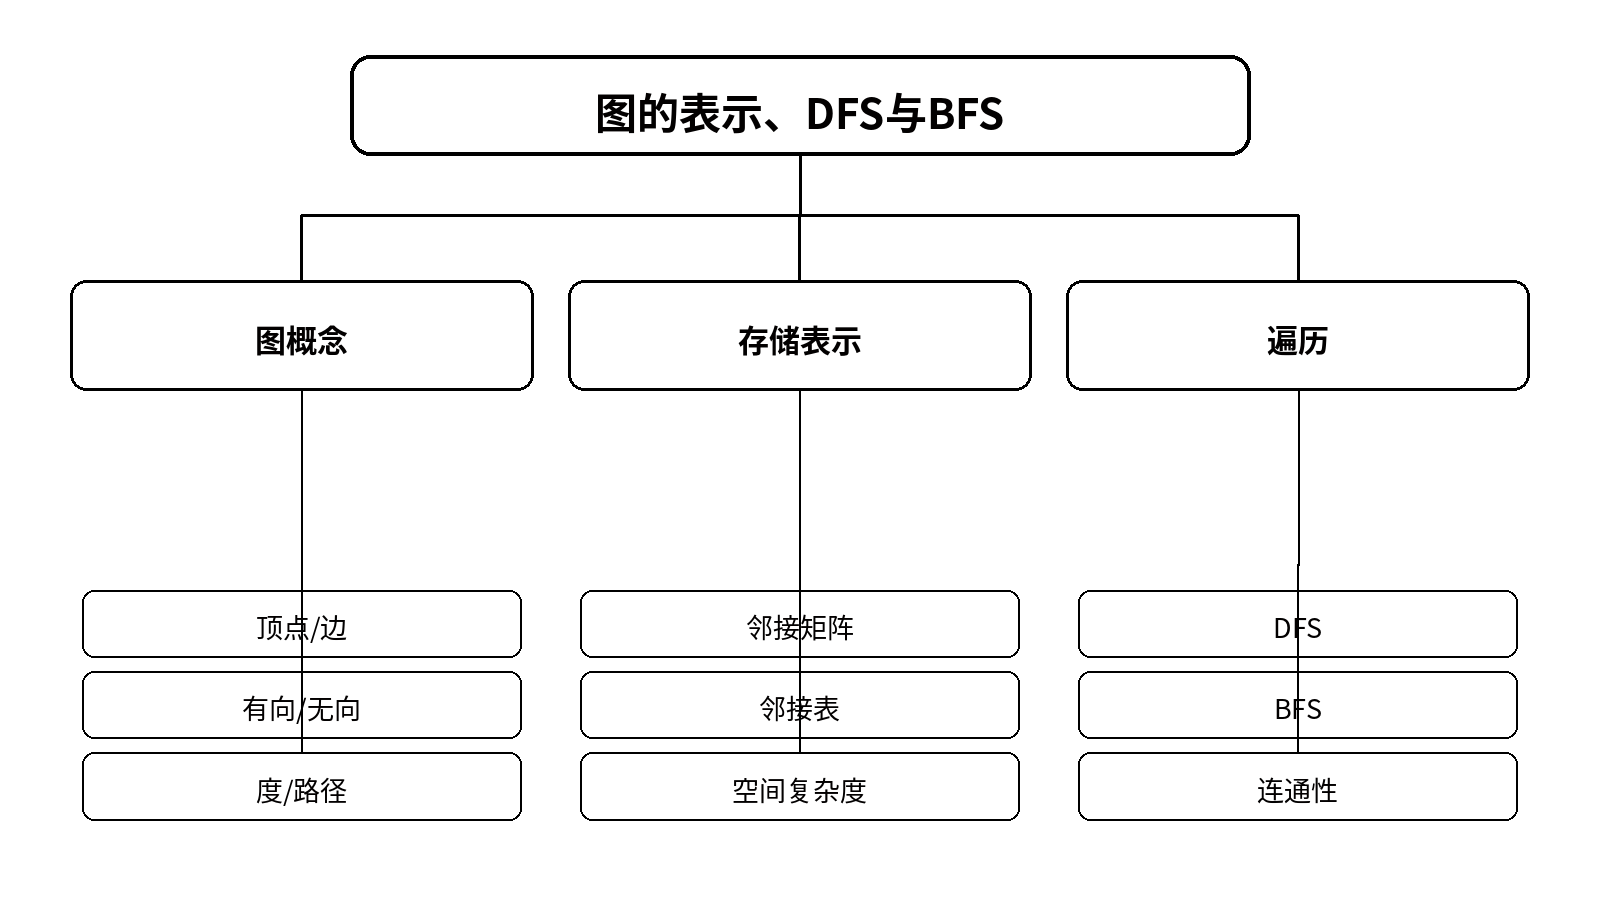 图的表示、DFS与BFS
图概念
存储表示
遍历
顶点/边
邻接矩阵
DFS
有向/无向
邻接表
BFS
度/路径
空间复杂度
连通性